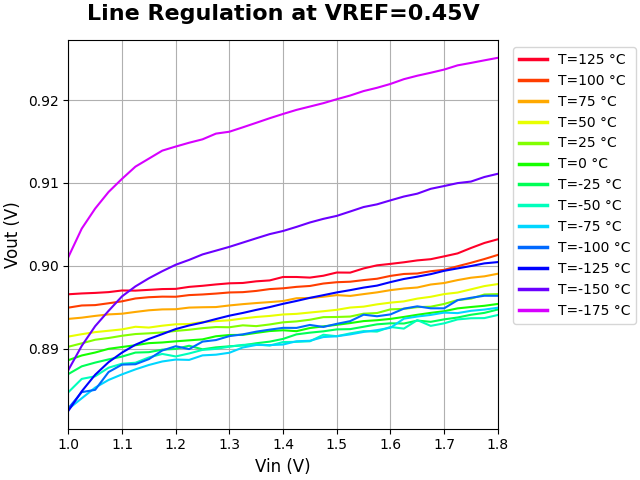 Line Regulation at VREF=0.45V
Vout (V)
0.92
0.91
0.90
0.89
1.0 1.1 1.2 1.3 1.4 1.5 1.6 1.7 1.8
Vin (V)
T=125 °C
T=100 °C
T=75 °C
T=50 °C
T=25 °C
T=0 °C
T=-25 °C
T=-50 °C
T=-75 °C
T=-100 °C
T=-125 °C
T=-150 °C
T=-175 °C